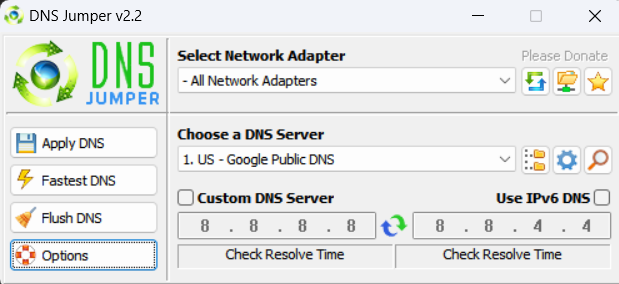 DNS Jumper v2.2
DNS
JUMPER
Select Network Adapter
Please Donate
- All Network Adapters
Apply DNS
Fastest DNS
Flush DNS
Options
Choose a DNS Server
1. US - Google Public DNS
Custom DNS Server
Use IPv6 DNS
8 . 8 . 8 . 8
8 . 8 . 4 . 4
Check Resolve Time
Check Resolve Time